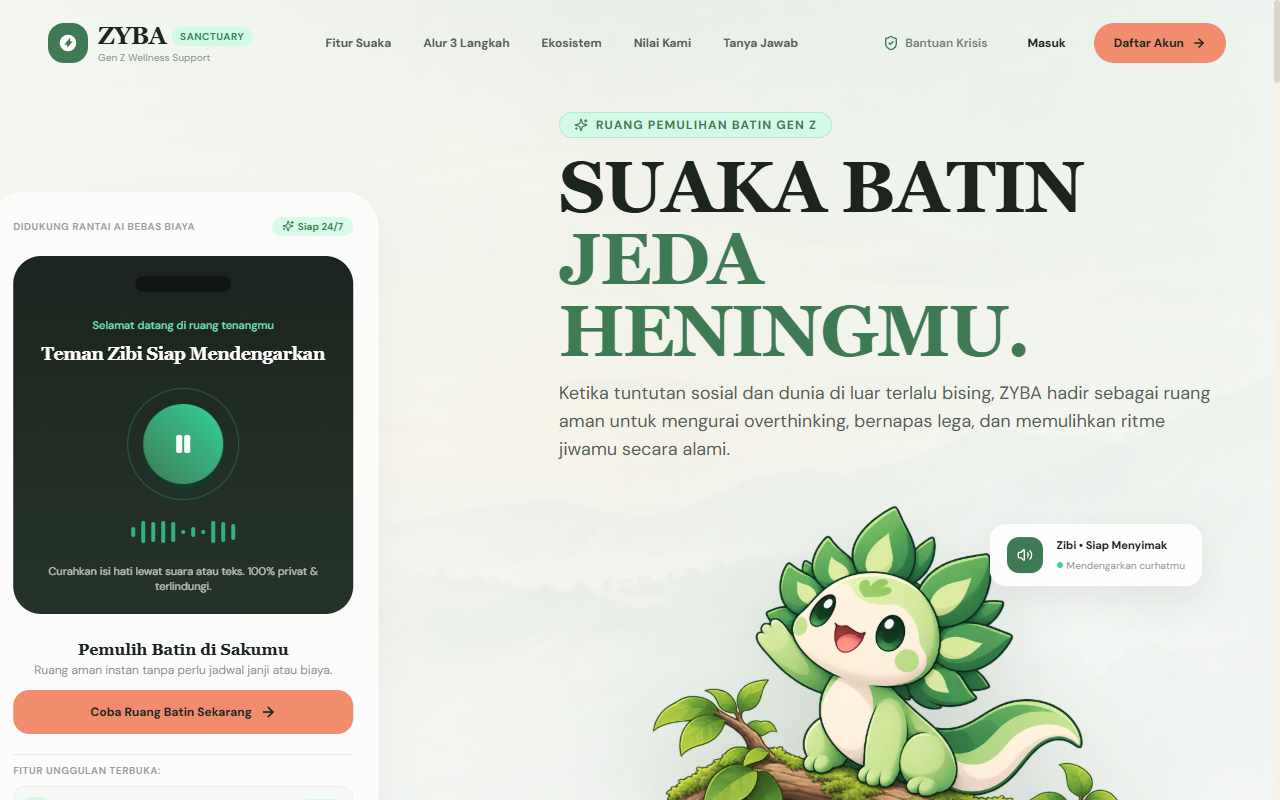 ZYBA SANCTUARY
Gen Z Wellness Support
Fitur Suaka
Alur 3 Langkah
Ekosistem
Nilai Kami
Tanya Jawab
Bantuan Krisis
Masuk
Daftar Akun
RUANG PEMULIHAN BATIN GEN Z
SUAKA BATIN
JEDA
HENINGMU.
Ketika tuntutan sosial dan dunia di luar terlalu bising, ZYBA hadir sebagai ruang
aman untuk mengurai overthinking, bernapas lega, dan memulihkan ritme
jiwamu secara alami.
DIDUKUNG RANTAI AI BEBAS BIAYA
Siap 24/7
Selamat datang di ruang tenangmu
Teman Zibi Siap Mendengarkan
Curahkan isi hati lewat suara atau teks. 100% privat &
terlindungi.
Pemulih Batin di Sakumu
Ruang aman instan tanpa perlu jadwal janji atau biaya.
Coba Ruang Batin Sekarang
FITUR UNGGULAN TERBUKA:
Zibi • Siap Menyimak
Mendengarkan curhatmu